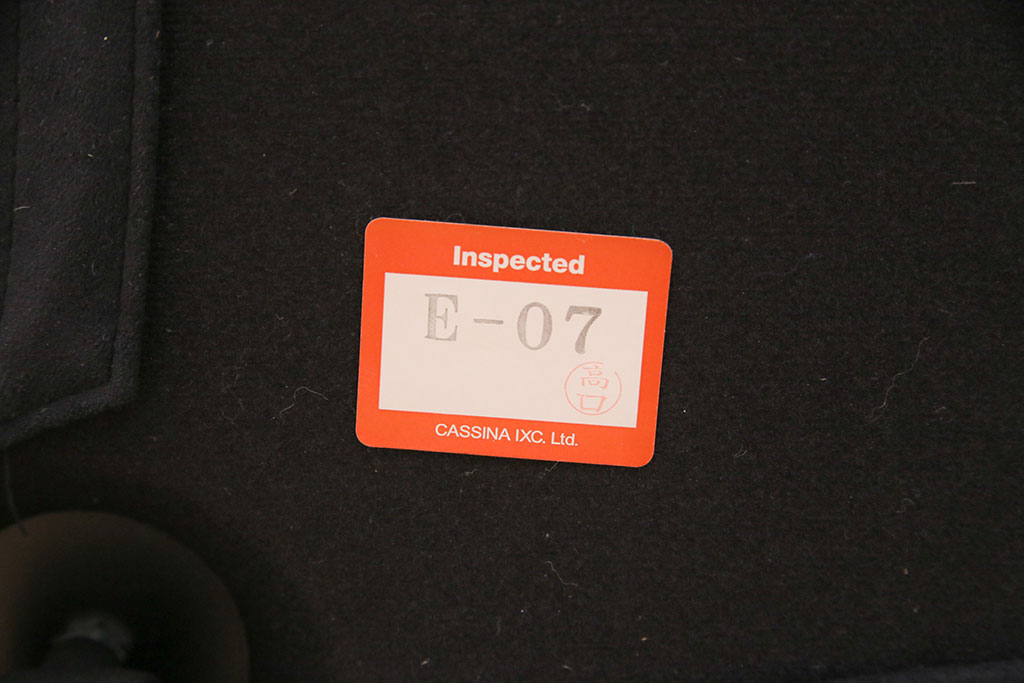 Inspected
E-07
高
口
CASSINA IXC. Ltd.